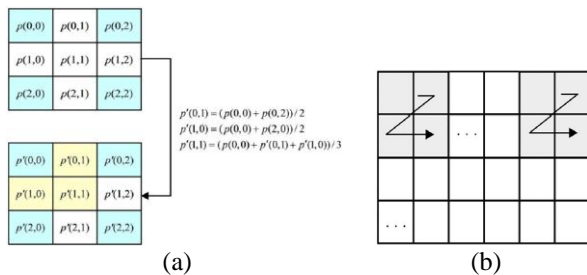 p(0,0) p(0,1) p(0,2)
p(1,0) p(1,1) p(1,2)
p(2,0) p(2,1) p(2,2)
p'(0,1) = (p(0,0) + p(0,2))/2
p'(1,0) = (p(0,0) + p(2,0))/2
p'(1,1) = (p(0,0) + p'(0,1) + p'(1,0))/3
p'(0,0) p'(0,1) p'(0,2)
p'(1,0) p'(1,1) p'(1,2)
p'(2,0) p'(2,1) p'(2,2)
(a)
. . .
. . .
(b)